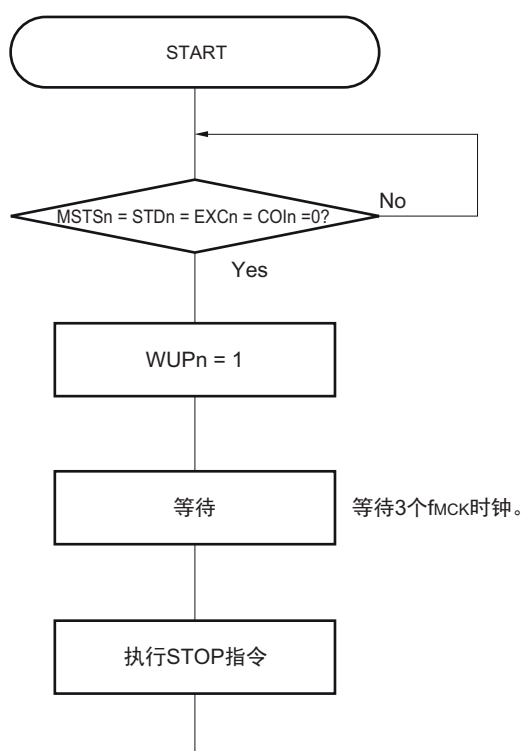 START
MSTSn = STDn = EXCn = COIn =0?
No
Yes
WUPn = 1
等待
等待3个fMCK时钟。
执行STOP指令